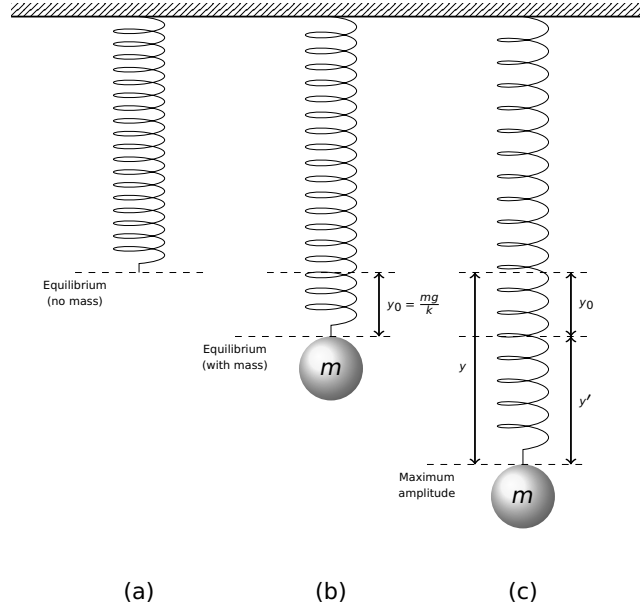 Equilibrium
(no mass)
y₀ = mg/k
Equilibrium
(with mass)
m
y₀
y
y′
Maximum
amplitude
m
(a)
(b)
(c)